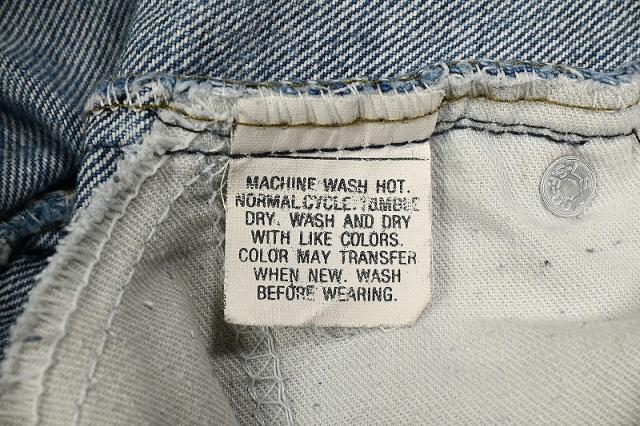 MACHINE WASH HOT.
NORMAL CYCLE. TUMBLE
DRY. WASH AND DRY
WITH LIKE COLORS.
COLOR MAY TRANSFER
WHEN NEW. WASH
BEFORE WEARING.